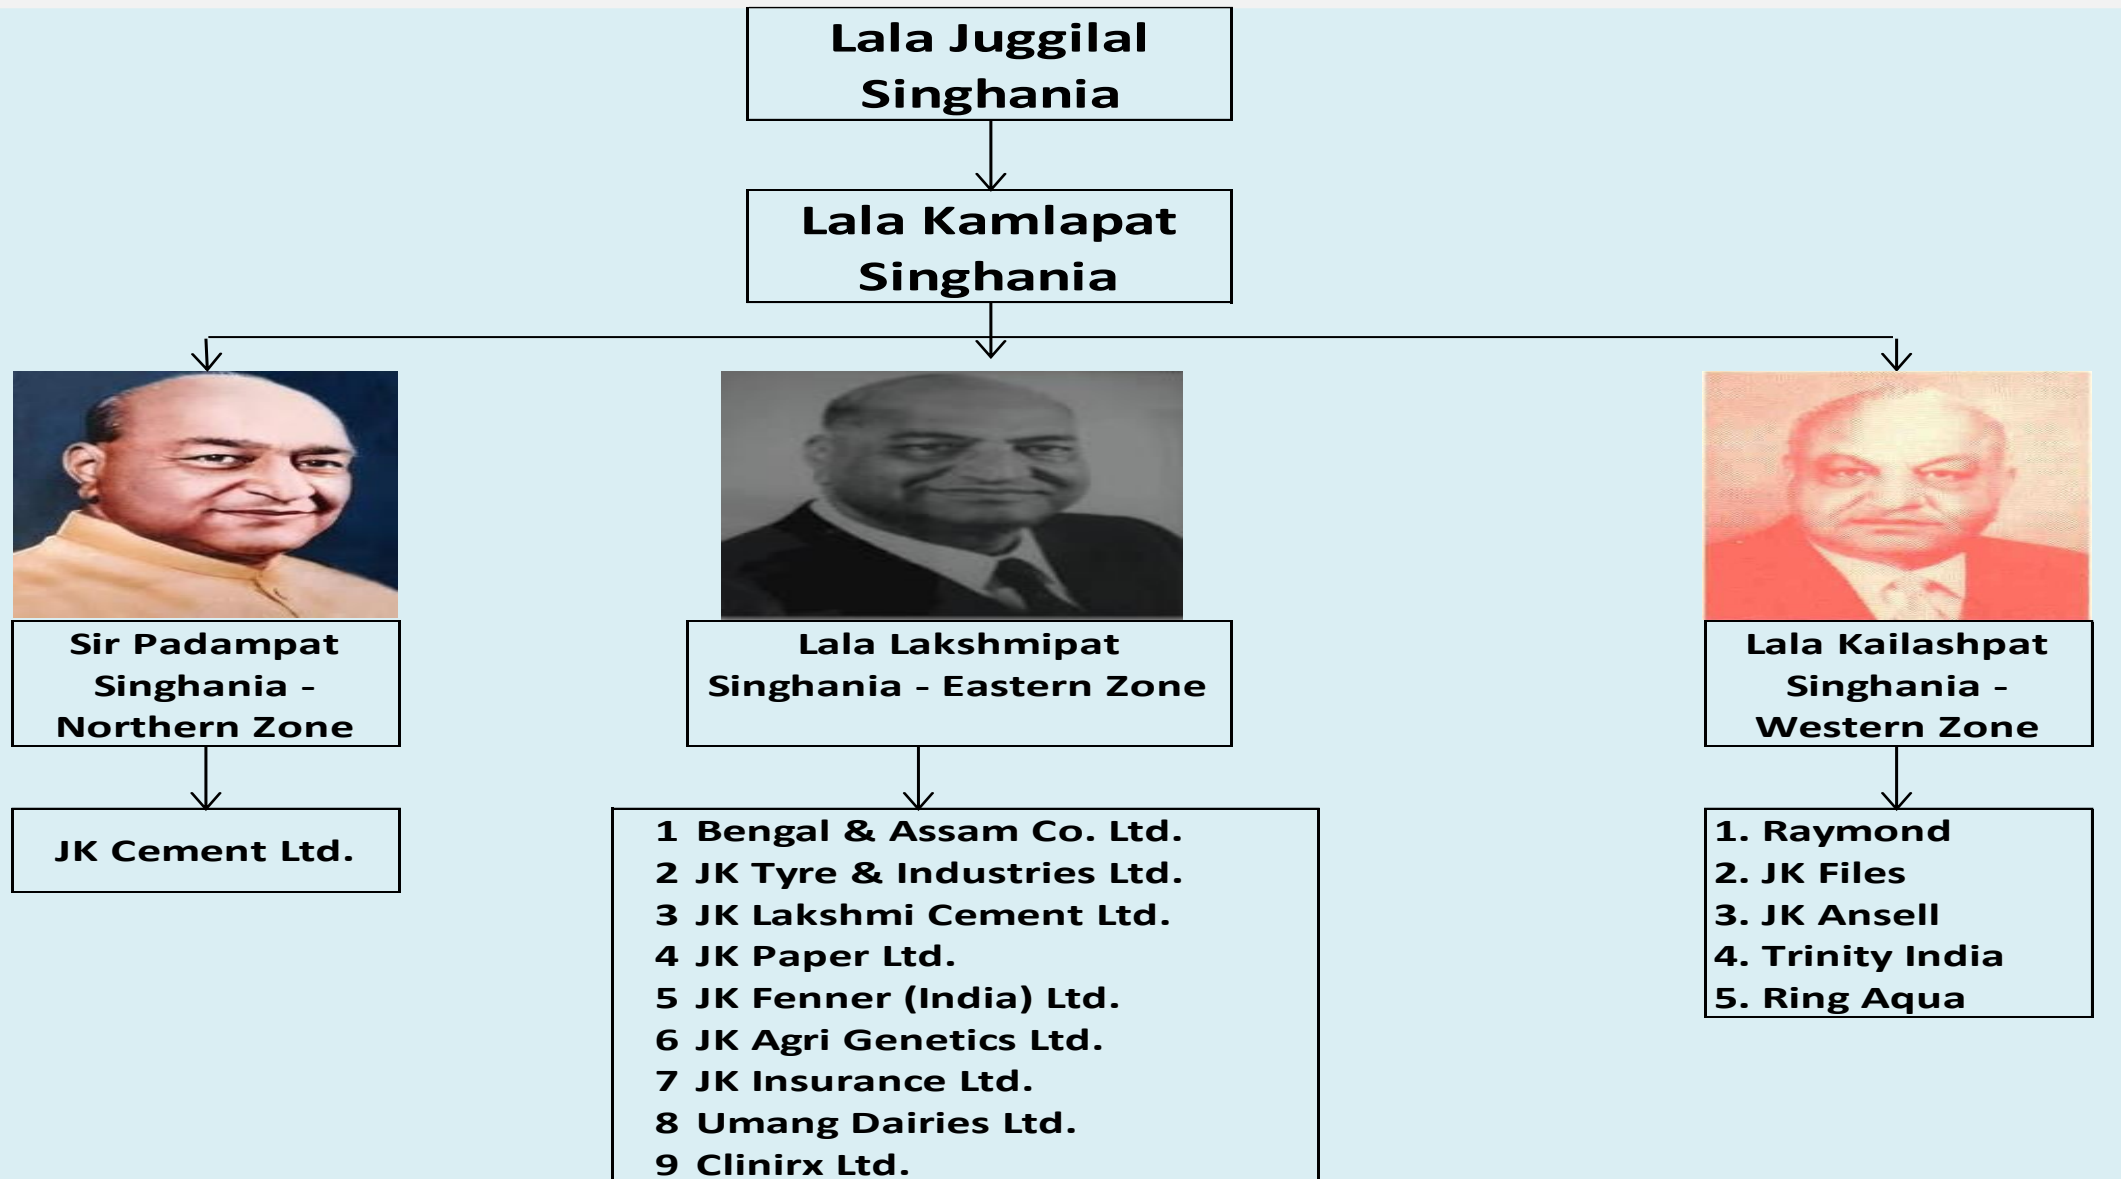 Lala Juggilal
Singhania
Lala Kamlapat
Singhania
Sir Padampat
Singhania -
Northern Zone
Lala Lakshmipat
Singhania - Eastern Zone
Lala Kailashpat
Singhania -
Western Zone
JK Cement Ltd.
1 Bengal & Assam Co. Ltd.
2 JK Tyre & Industries Ltd.
3 JK Lakshmi Cement Ltd.
4 JK Paper Ltd.
5 JK Fenner (India) Ltd.
6 JK Agri Genetics Ltd.
7 JK Insurance Ltd.
8 Umang Dairies Ltd.
9 Clinirx Ltd.
1. Raymond
2. JK Files
3. JK Ansell
4. Trinity India
5. Ring Aqua